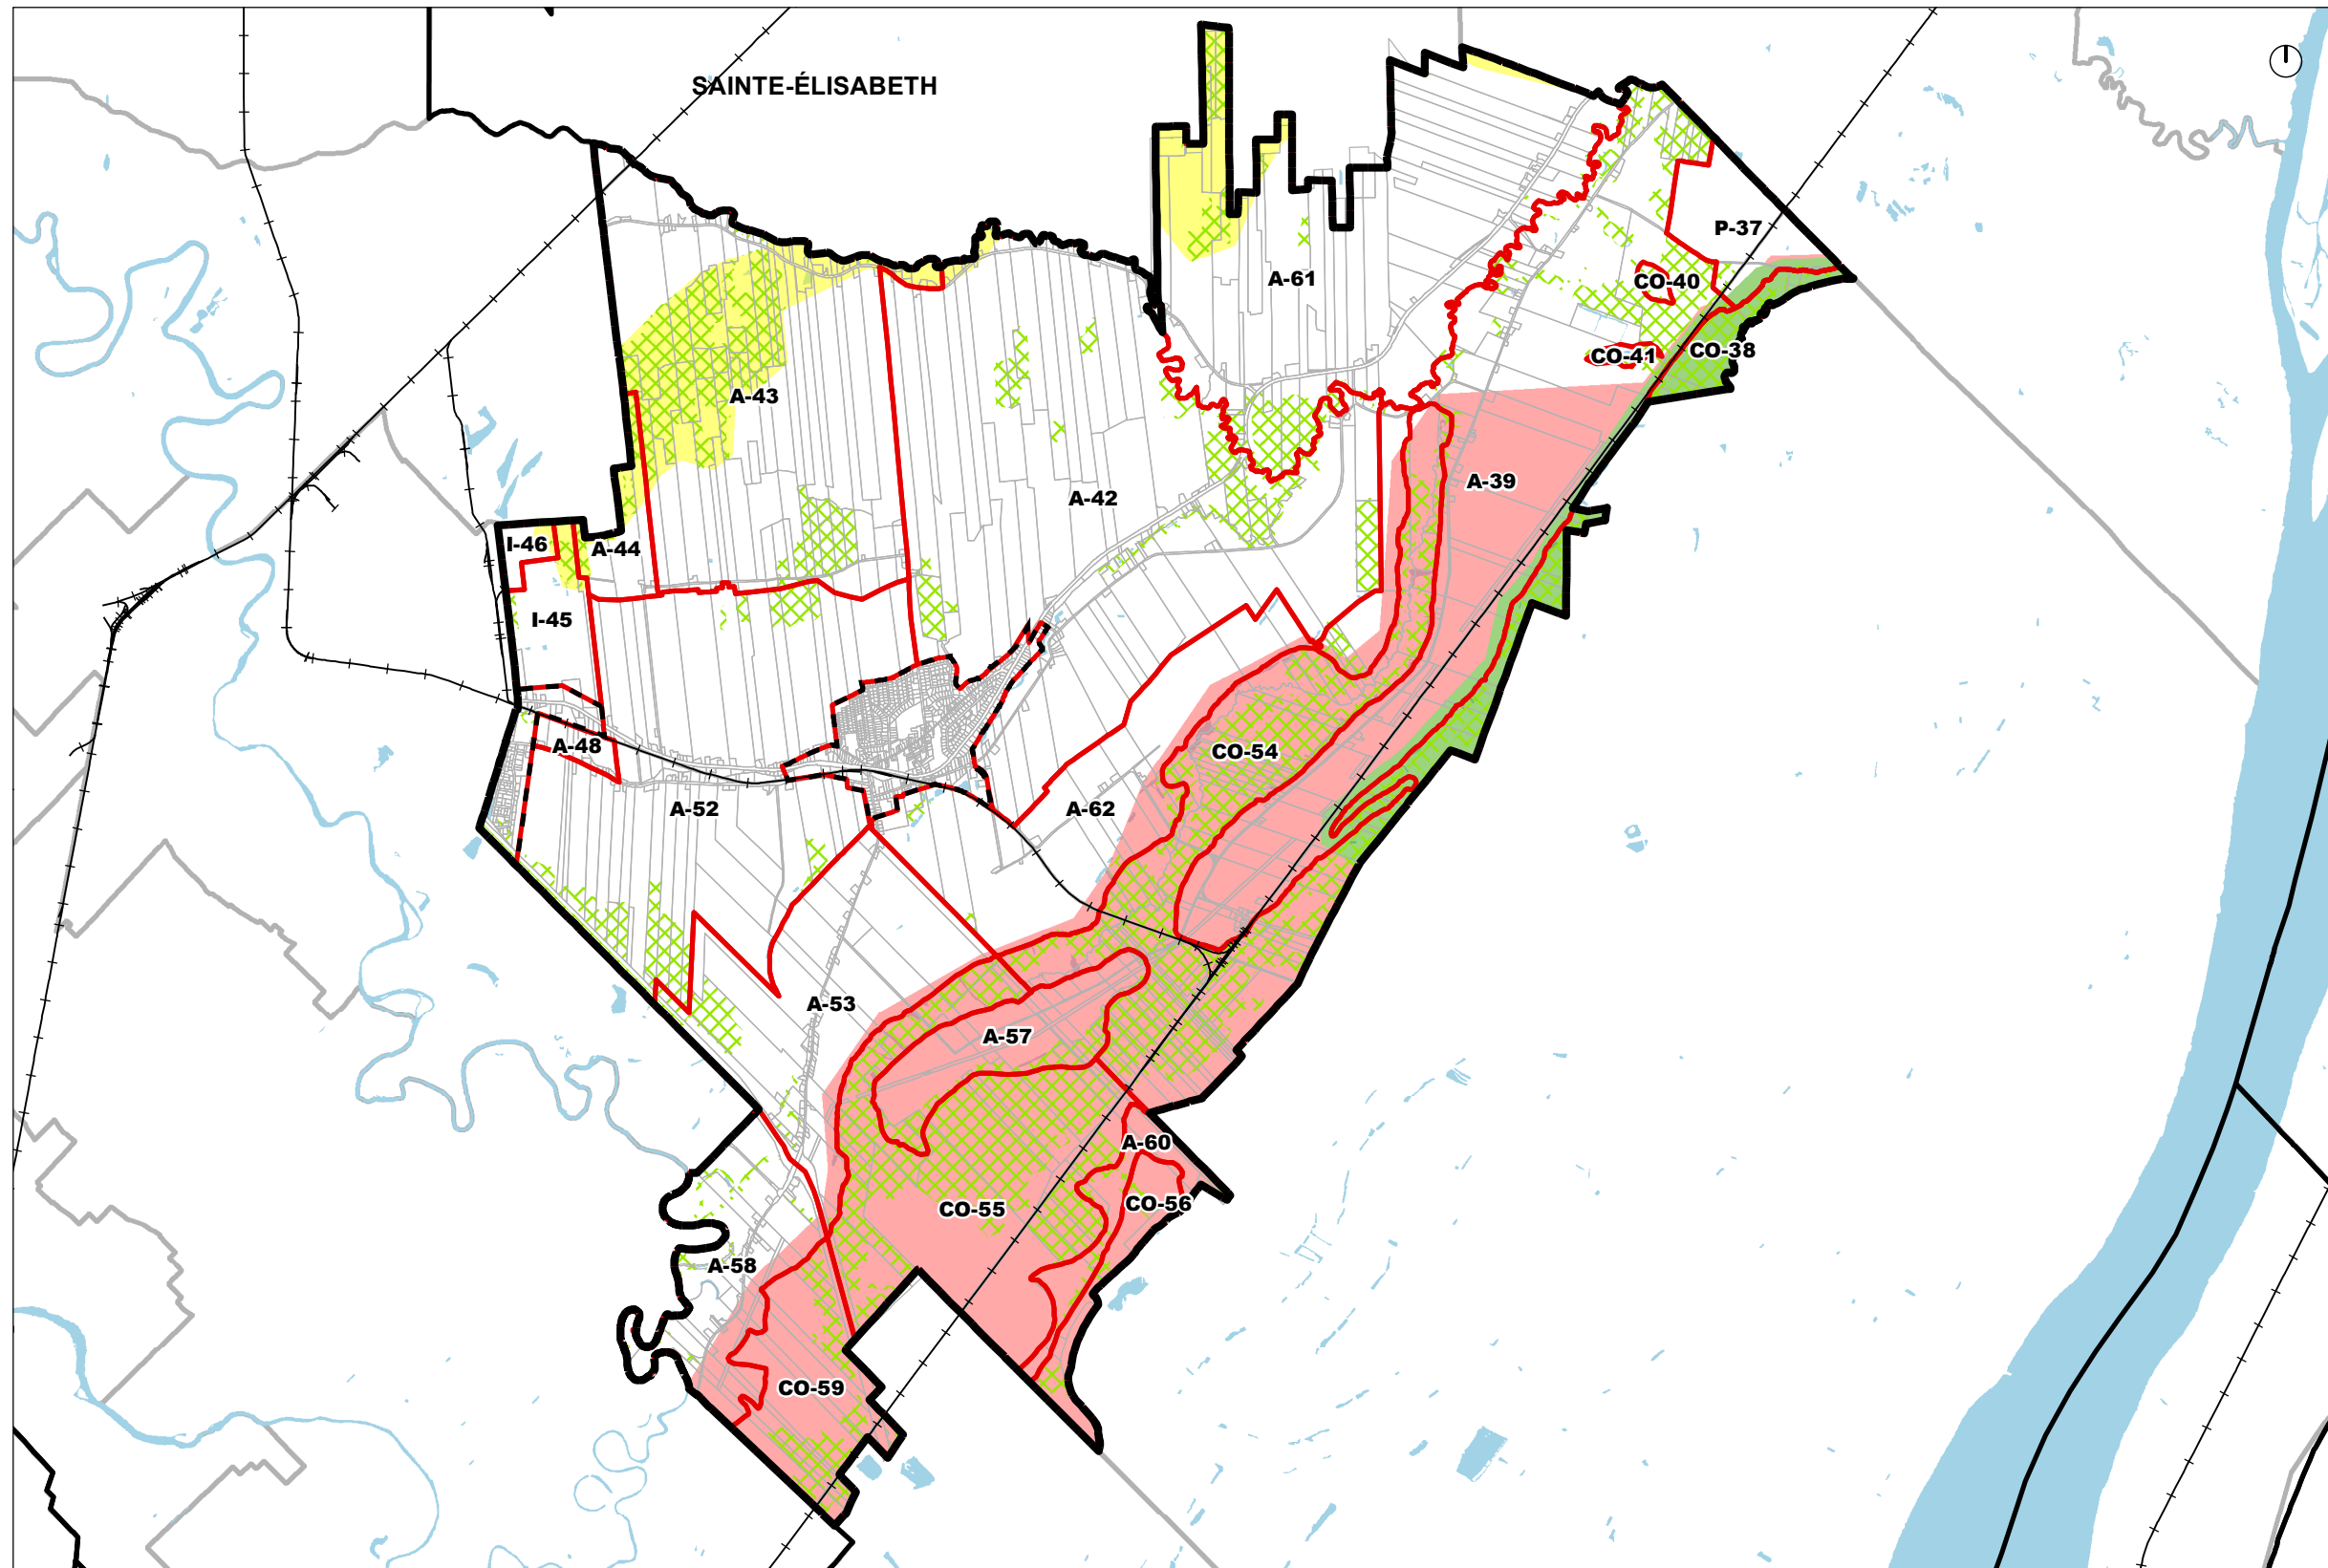 SAINTE-ÉLISABETH
P-37
A-61
CO-40
CO-41
CO-38
A-43
A-39
A-42
I-46
A-44
I-45
A-48
CO-54
A-52
A-62
A-53
A-57
A-60
CO-56
CO-55
A-58
CO-59